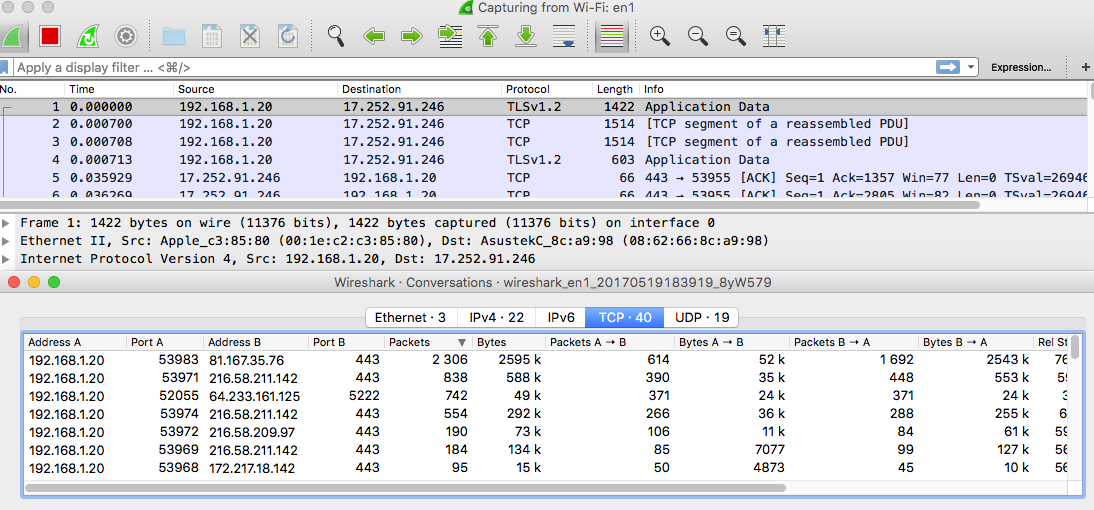 Capturing from Wi-Fi: en1
Apply a display filter ... <⌘/> Expression... +
No. Time Source Destination Protocol Length Info
1 0.000000 192.168.1.20 17.252.91.246 TLSv1.2 1422 Application Data
2 0.000700 192.168.1.20 17.252.91.246 TCP 1514 [TCP segment of a reassembled PDU]
3 0.000708 192.168.1.20 17.252.91.246 TCP 1514 [TCP segment of a reassembled PDU]
4 0.000713 192.168.1.20 17.252.91.246 TLSv1.2 603 Application Data
5 0.035929 17.252.91.246 192.168.1.20 TCP 66 443 → 53955 [ACK] Seq=1 Ack=1357 Win=77 Len=0 TSval=26946
6 0.036269 17.252.91.246 192.168.1.20 TCP 66 443 → 53955 [ACK] Seq=1 Ack=2805 Win=82 Len=0 TSval=26946
Frame 1: 1422 bytes on wire (11376 bits), 1422 bytes captured (11376 bits) on interface 0
Ethernet II, Src: Apple_c3:85:80 (00:1e:c2:c3:85:80), Dst: AsustekC_8c:a9:98 (08:62:66:8c:a9:98)
Internet Protocol Version 4, Src: 192.168.1.20, Dst: 17.252.91.246
Wireshark · Conversations · wireshark_en1_20170519183919_8yW579
Ethernet · 3 IPv4 · 22 IPv6 TCP · 40 UDP · 19
Address A Port A Address B Port B Packets Bytes Packets A → B Bytes A → B Packets B → A Bytes B → A Rel St
192.168.1.20 53983 81.167.35.76 443 2 306 2595 k 614 52 k 1 692 2543 k 76
192.168.1.20 53971 216.58.211.142 443 838 588 k 390 35 k 448 553 k 59
192.168.1.20 52055 64.233.161.125 5222 742 49 k 371 24 k 371 24 k 3
192.168.1.20 53974 216.58.211.142 443 554 292 k 266 36 k 288 255 k 6
192.168.1.20 53972 216.58.209.97 443 190 73 k 106 11 k 84 61 k 59
192.168.1.20 53969 216.58.211.142 443 184 134 k 85 7077 99 127 k 56
192.168.1.20 53968 172.217.18.142 443 95 15 k 50 4873 45 10 k 56